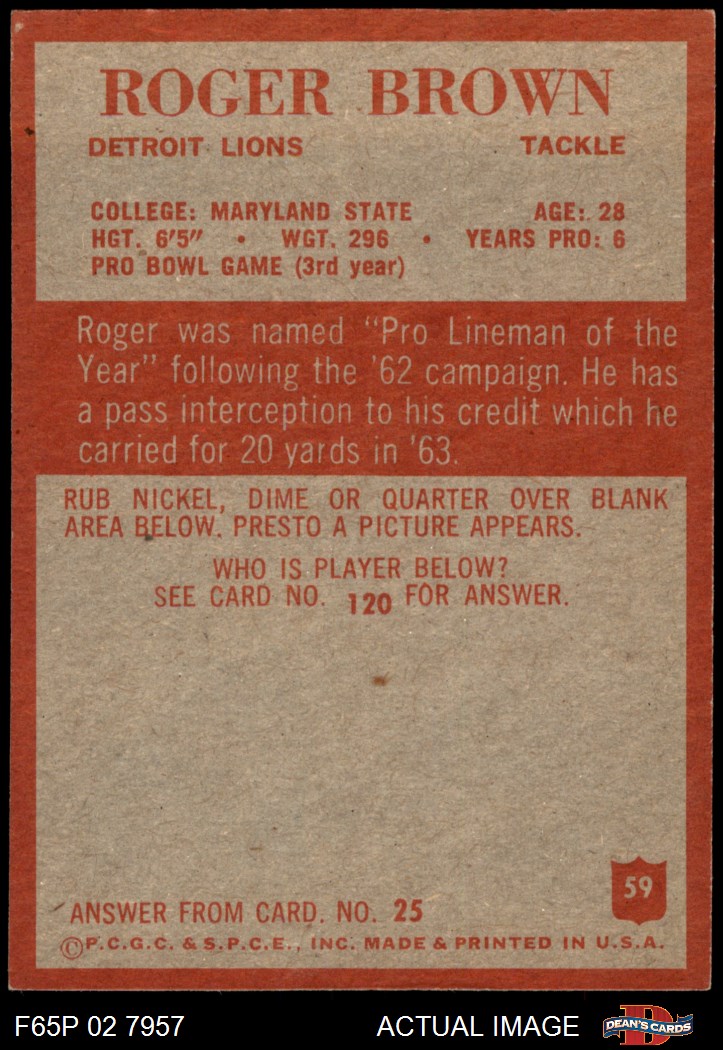 ROGER BROWN
DETROIT LIONS TACKLE
COLLEGE: MARYLAND STATE AGE: 28
HGT. 6'5" • WGT. 296 • YEARS PRO: 6
PRO BOWL GAME (3rd year)
Roger was named "Pro Lineman of the
Year" following the '62 campaign. He has
a pass interception to his credit which he
carried for 20 yards in '63.
RUB NICKEL, DIME OR QUARTER OVER BLANK
AREA BELOW. PRESTO A PICTURE APPEARS.
WHO IS PLAYER BELOW?
SEE CARD NO. 120 FOR ANSWER.
59
ANSWER FROM CARD. NO. 25
©P.C.G.C. & S.P.C.E., INC. MADE & PRINTED IN U.S.A.
F65P 02 7957 ACTUAL IMAGE D DEAN'S CARDS